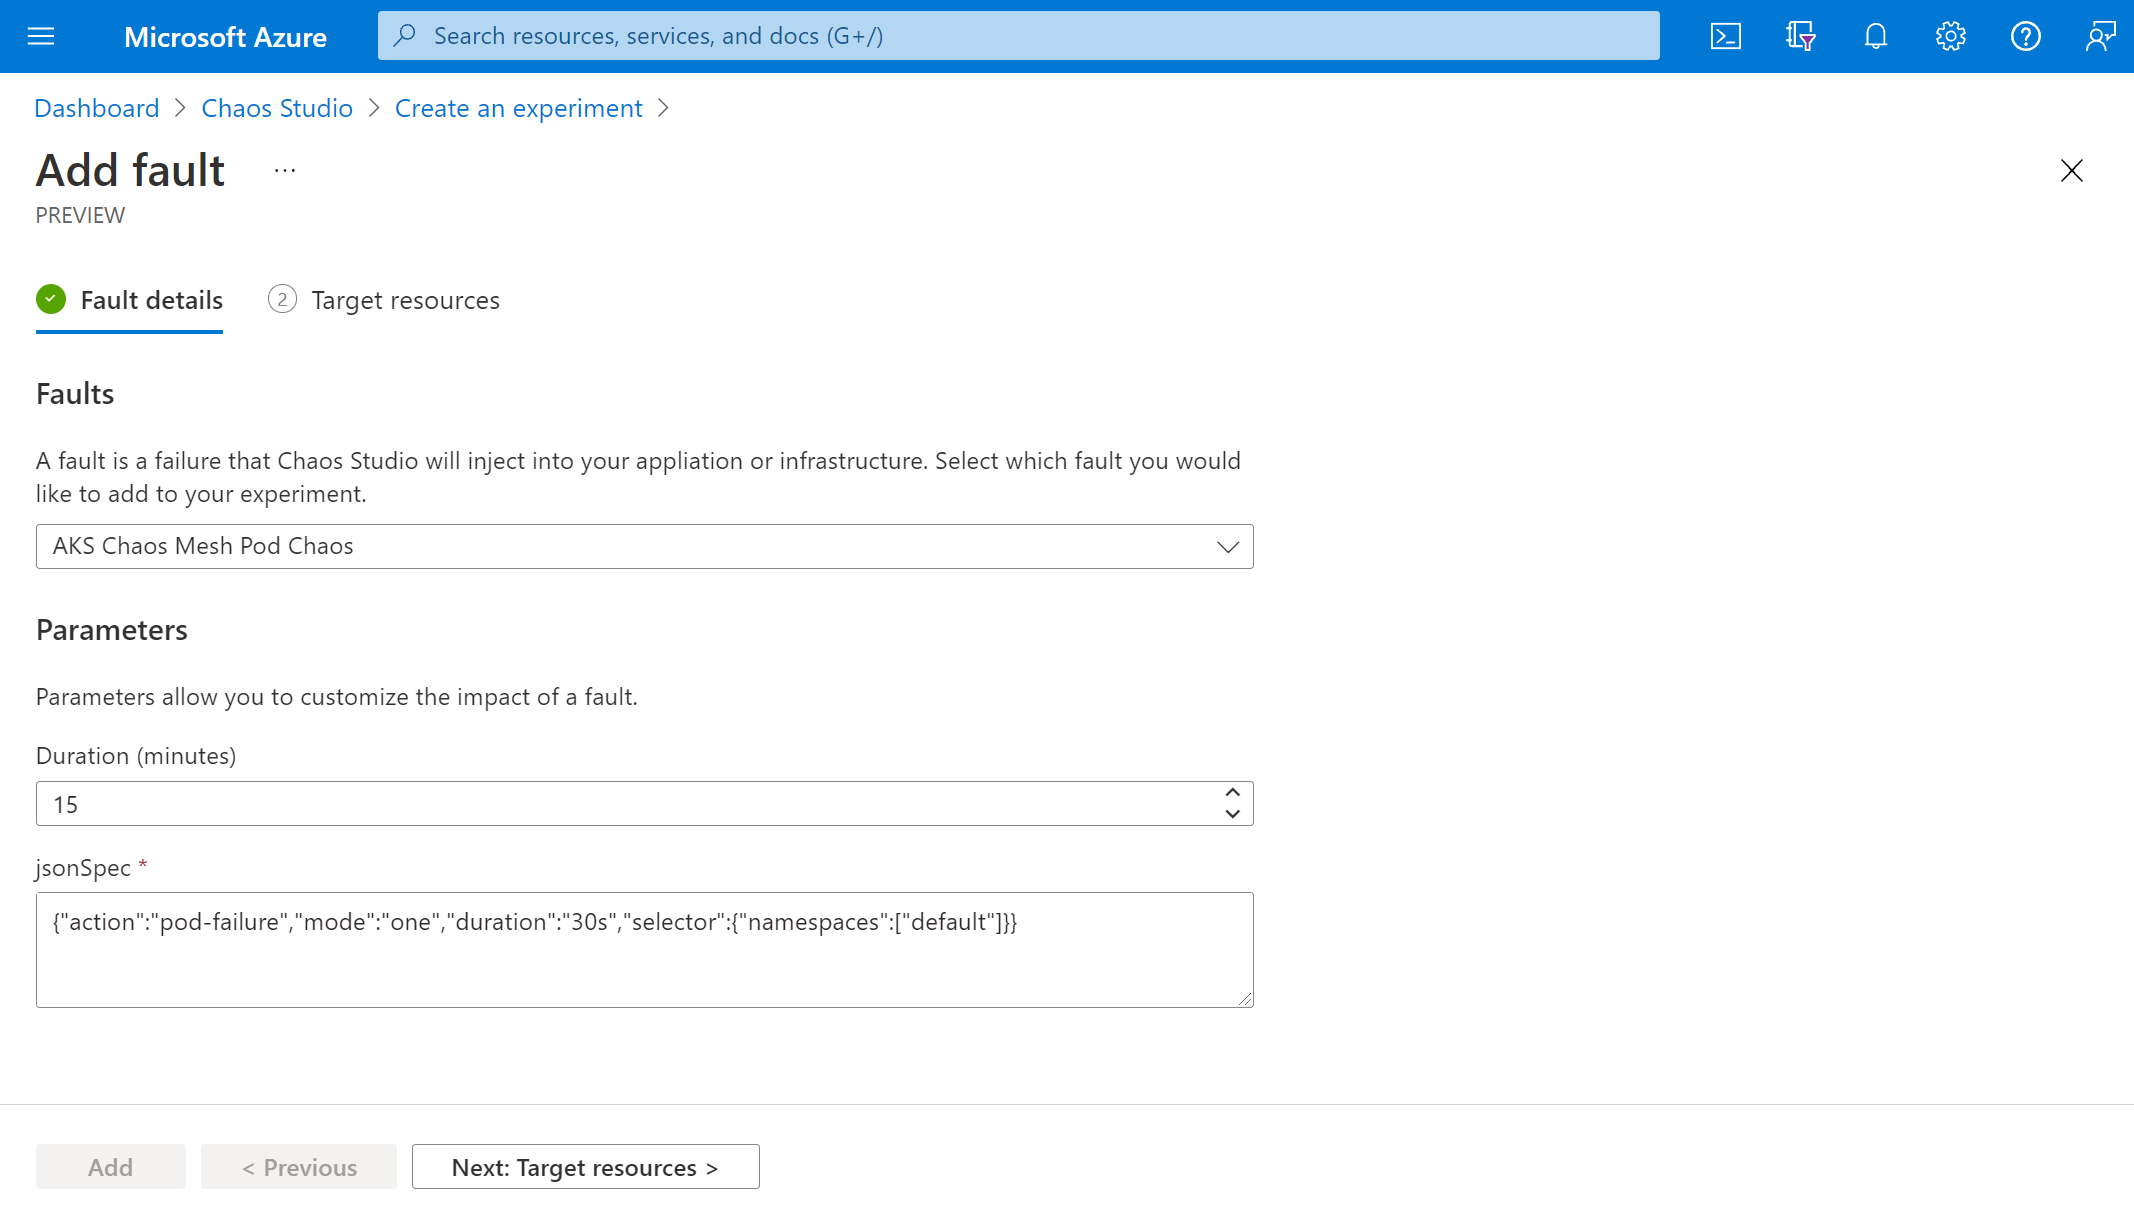 Microsoft Azure
Search resources, services, and docs (G+/)
Dashboard > Chaos Studio > Create an experiment >
Add fault ...
PREVIEW
Fault details
2 Target resources
Faults
A fault is a failure that Chaos Studio will inject into your appliation or infrastructure. Select which fault you would
like to add to your experiment.
AKS Chaos Mesh Pod Chaos
Parameters
Parameters allow you to customize the impact of a fault.
Duration (minutes)
15
jsonSpec *
{"action":"pod-failure","mode":"one","duration":"30s","selector":{"namespaces":["default"]}}
Add
< Previous
Next: Target resources >